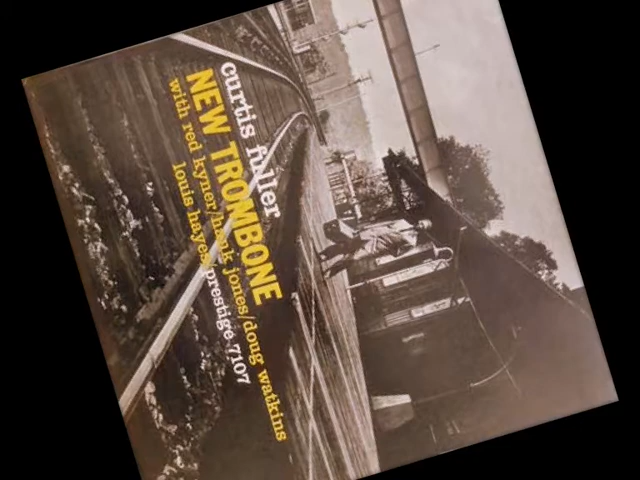 curtis fuller
NEW TROMBONE
with red kyner/hank jones/doug watkins
louis hayes/prestige 7107